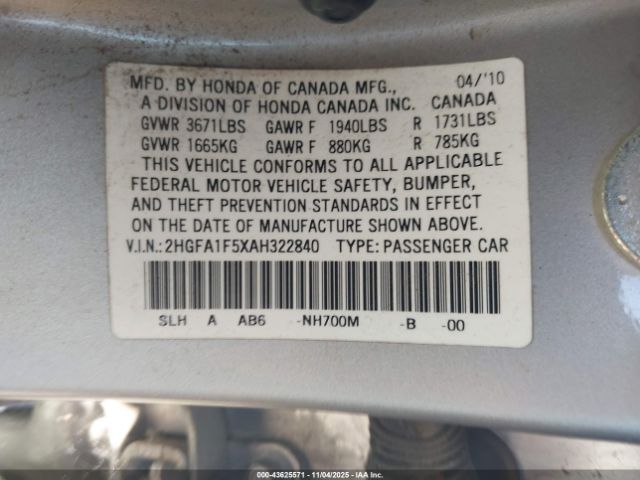 MFD. BY HONDA OF CANADA MFG., 04/'10
A DIVISION OF HONDA CANADA INC. CANADA
GVWR 3671LBS GAWR F 1940LBS R 1731LBS
GVWR 1665KG GAWR F 880KG R 785KG
THIS VEHICLE CONFORMS TO ALL APPLICABLE
FEDERAL MOTOR VEHICLE SAFETY, BUMPER,
AND THEFT PREVENTION STANDARDS IN EFFECT
ON THE DATE OF MANUFACTURE SHOWN ABOVE.
V.I.N.:2HGFA1F5XAH322840 TYPE:PASSENGER CAR
SLH A AB6 -NH700M -B -00
© 000-43625571 - 11/04/2025 - IAA Inc.